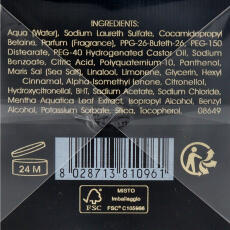 INGREDIENTS:
Aqua (Water), Sodium Laureth Sulfate, Cocamidopropyl
Betaine, Parfum (Fragrance), PPG-26-Buteth-26, PEG-150
Distearate, PEG-40 Hydrogenated Castor Oil, Sodium
Benzoate, Citric Acid, Polyquaternium-10, Panthenol,
Maris Sal (Sea Salt), Linalool, Limonene, Glycerin, Hexyl
Cinnamal, Alpha-Isomethyl Ionone, Citronellol,
Hydroxycitronellal, BHT, Acetic Acid, Sodium Chloride,
Mentha Aquatica Leaf Extract, Isopropyl Alcohol, Benzyl
Alcohol, Potassium Sorbate, Silica, Tocopherol, 08649
24 M
8 028713 810961
FSC
MISTO
Imballaggio
FSC® C105986